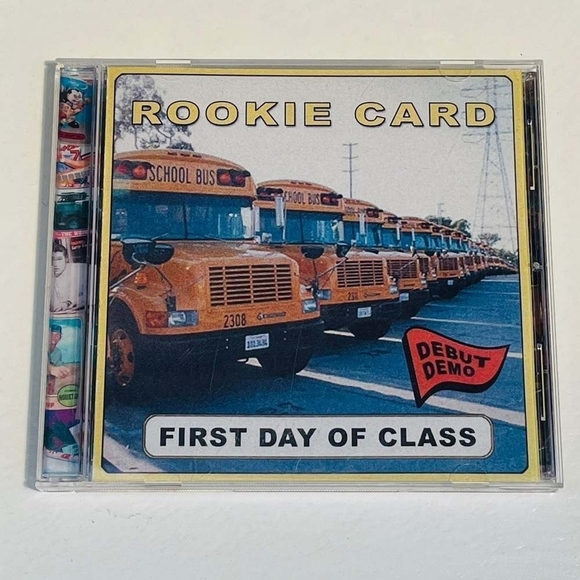 ROOKIE CARD
SCHOOL BUS
SCHOOL BUS
2308
DEBUT
DEMO
FIRST DAY OF CLASS